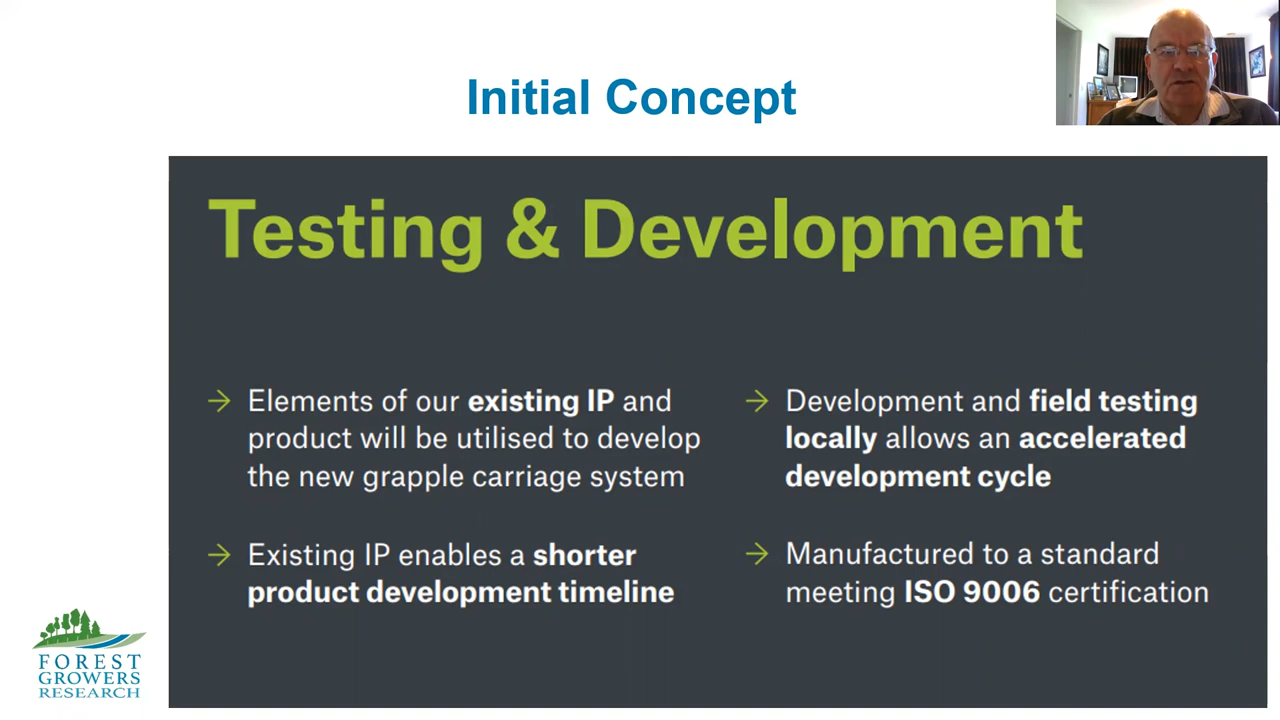 Initial Concept
Testing & Development
→ Elements of our existing IP and
product will be utilised to develop
the new grapple carriage system
→ Existing IP enables a shorter
product development timeline
→ Development and field testing
locally allows an accelerated
development cycle
→ Manufactured to a standard
meeting ISO 9006 certification
FOREST
GROWERS
RESEARCH